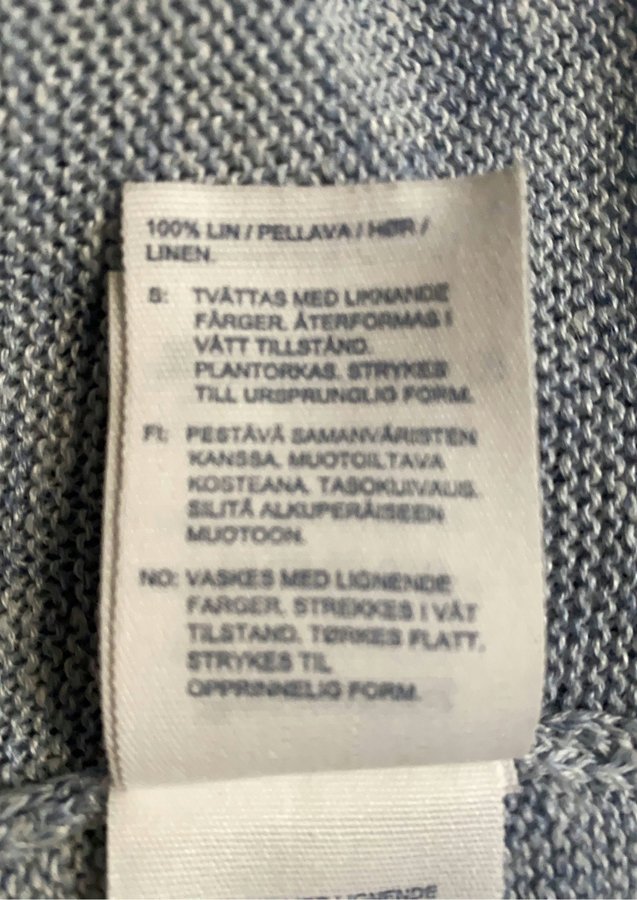 100% LIN / PELLAVA / HØR /
LINEN.
S: TVÄTTAS MED LIKNANDE
FÄRGER. ÅTERFORMAS I
VÅTT TILLSTÅND.
PLANTORKAS. STRYKES
TILL URSPRUNGLIG FORM.
FI: PESTÄVÄ SAMANVÄRISTEN
KANSSA. MUOTOILTAVA
KOSTEANA. TASOKUIVAUS.
SILITÄ ALKUPERÄISEEN
MUOTOON.
NO: VASKES MED LIGNENDE
FARGER. STREKKES I VÅT
TILSTAND. TØRKES FLATT.
STRYKES TIL
OPPRINNELIG FORM.
LIGNENDE